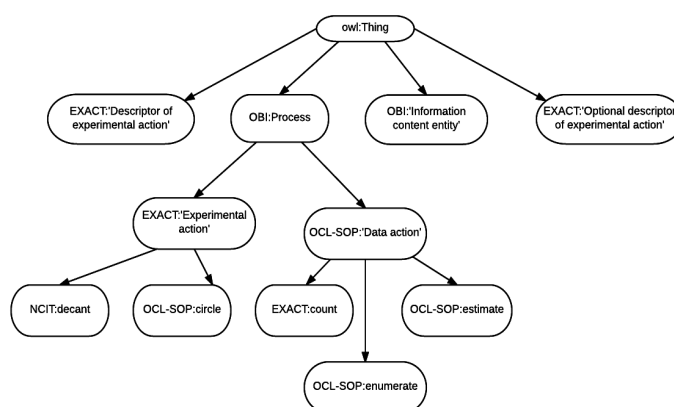 owl:Thing
EXACT:'Descriptor of
experimental action'
OBI:Process
OBI:'Information
content entity'
EXACT:'Optional descriptor
of experimental action'
EXACT:'Experimental
action'
OCL-SOP:'Data action'
NCIT:decant
OCL-SOP:circle
EXACT:count
OCL-SOP:estimate
OCL-SOP:enumerate